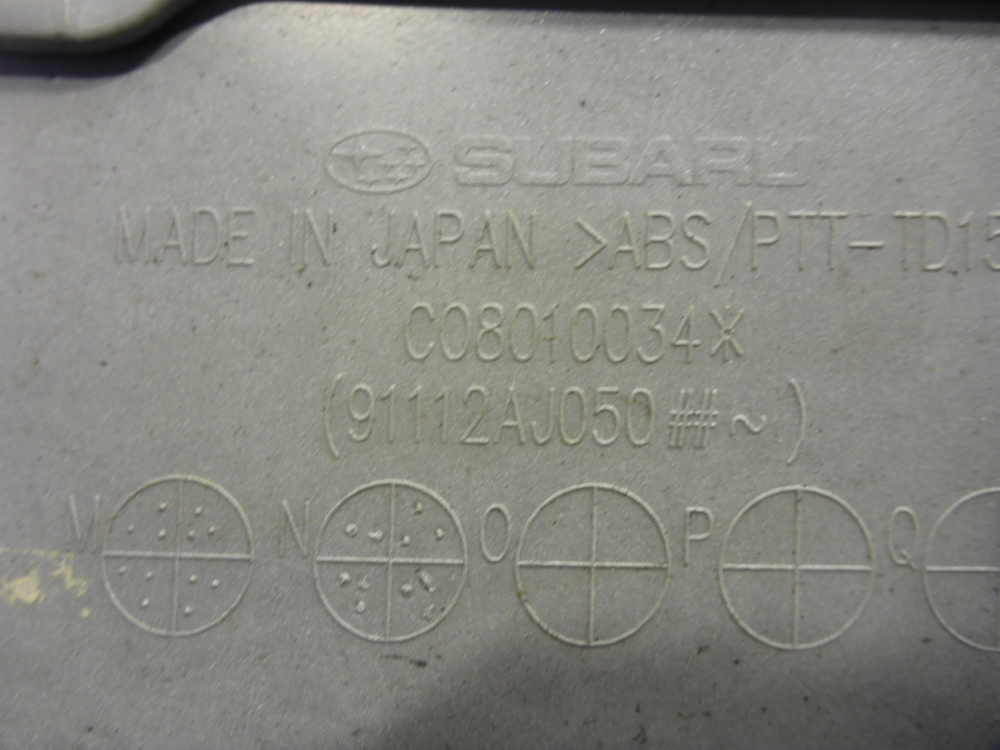 SUBARU
MADE IN JAPAN >ABS/PTT-TD15
C08010034*
(91112AJ050##~)
M N O P Q